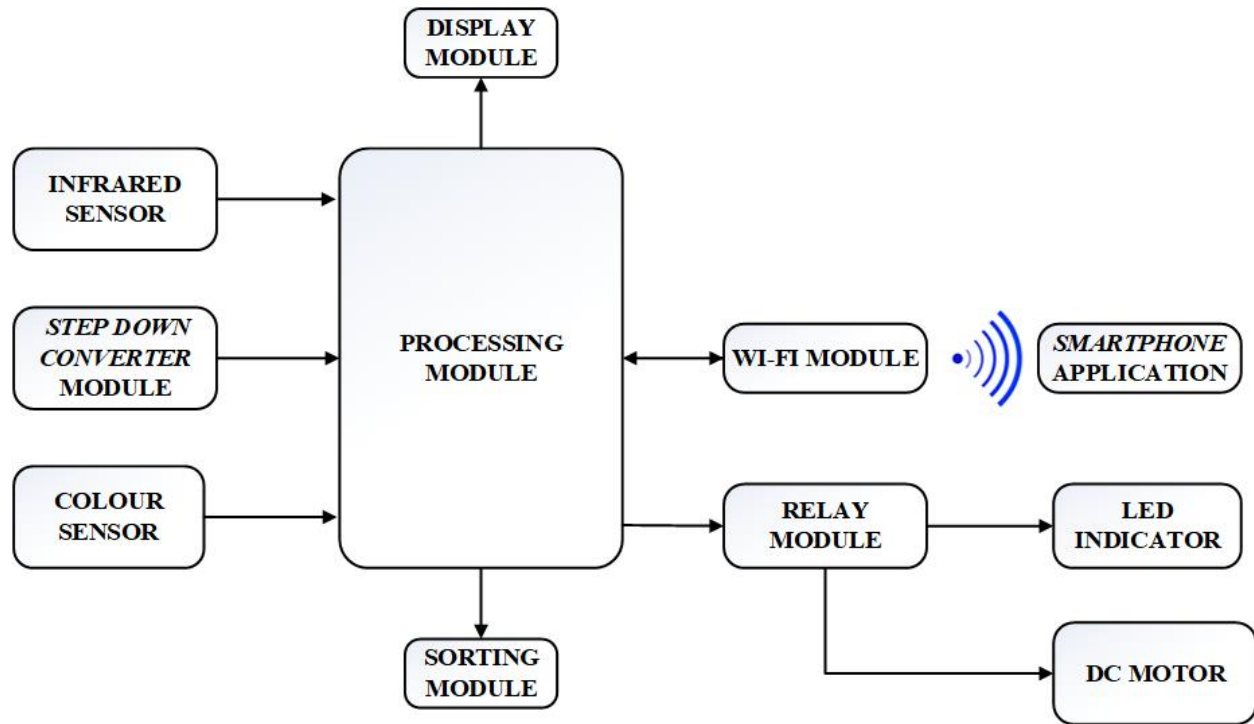 DISPLAY
MODULE
INFRARED
SENSOR
STEP DOWN
CONVERTER
MODULE
COLOUR
SENSOR
PROCESSING
MODULE
WI-FI MODULE
SMARTPHONE
APPLICATION
RELAY
MODULE
LED
INDICATOR
SORTING
MODULE
DC MOTOR